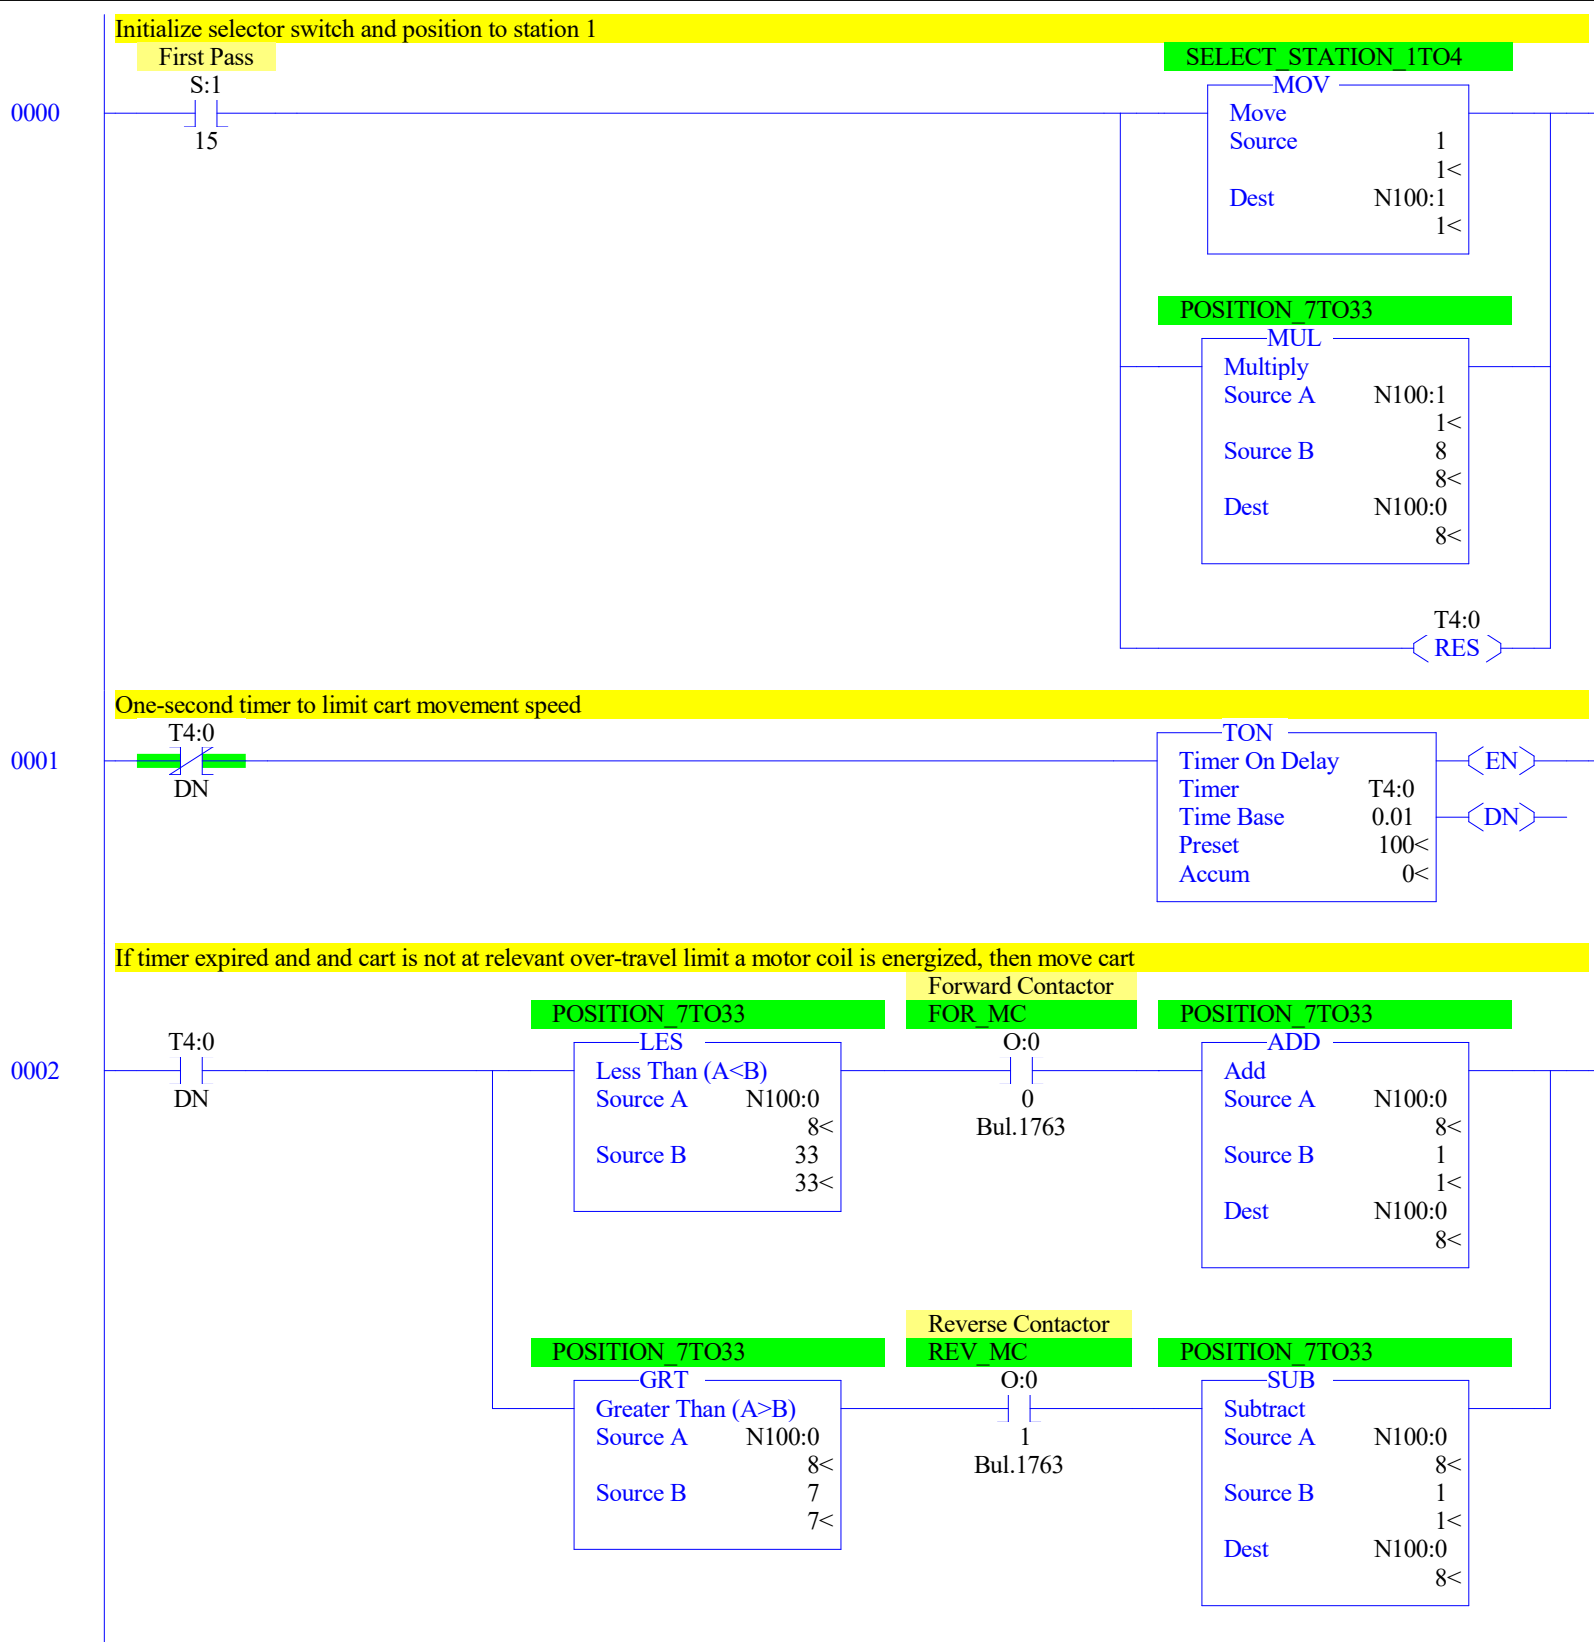 Initialize selector switch and position to station 1
First Pass
S:1
15
0000
SELECT_STATION_1TO4
MOV
Move
Source 1
1<
Dest N100:1
1<
POSITION_7TO33
MUL
Multiply
Source A N100:1
1<
Source B 8
8<
Dest N100:0
8<
T4:0
RES
One-second timer to limit cart movement speed
T4:0
DN
0001
TON
Timer On Delay
Timer T4:0
Time Base 0.01
Preset 100<
Accum 0<
EN
DN
If timer expired and and cart is not at relevant over-travel limit a motor coil is energized, then move cart
T4:0
DN
0002
POSITION_7TO33
LES
Less Than (A<B)
Source A N100:0
8<
Source B 33
33<
Forward Contactor
FOR_MC
O:0
0
Bul.1763
POSITION_7TO33
ADD
Add
Source A N100:0
8<
Source B 1
1<
Dest N100:0
8<
POSITION_7TO33
GRT
Greater Than (A>B)
Source A N100:0
8<
Source B 7
7<
Reverse Contactor
REV_MC
O:0
1
Bul.1763
POSITION_7TO33
SUB
Subtract
Source A N100:0
8<
Source B 1
1<
Dest N100:0
8<